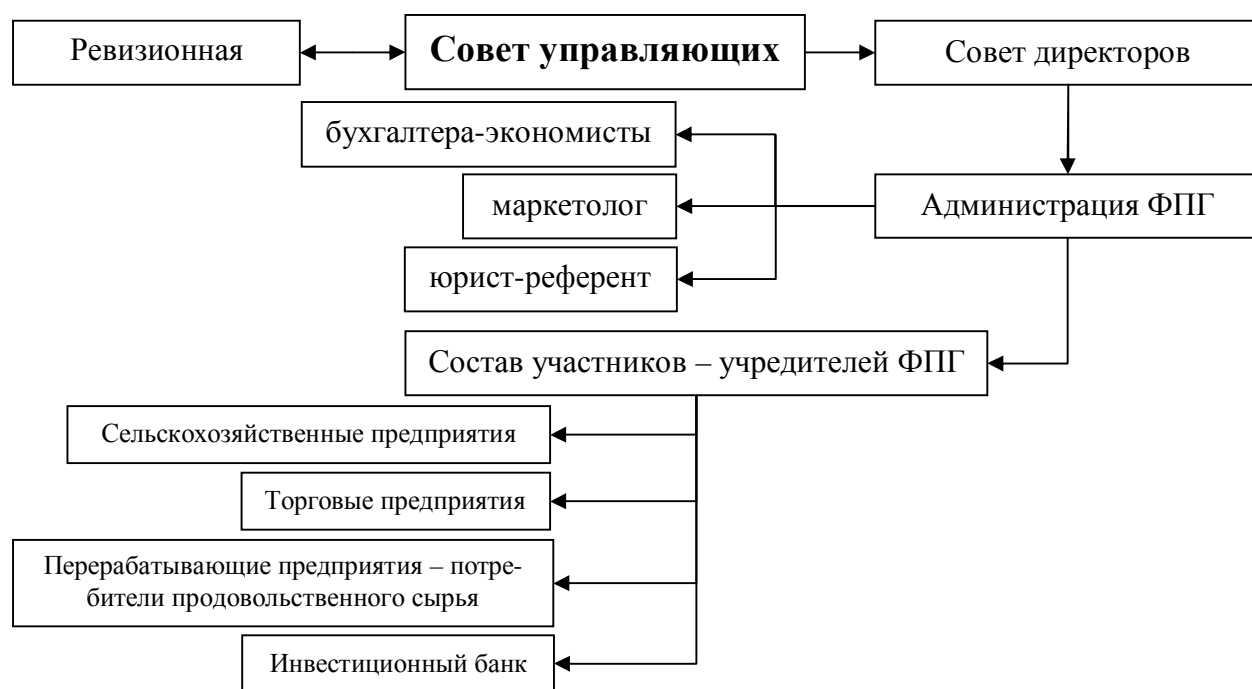 Ревизионная
Совет управляющих
Совет директоров
бухгалтера-экономисты
маркетолог
Администрация ФПГ
юрист-референт
Состав участников – учредителей ФПГ
Сельскохозяйственные предприятия
Торговые предприятия
Перерабатывающие предприятия – потре-
бители продовольственного сырья
Инвестиционный банк